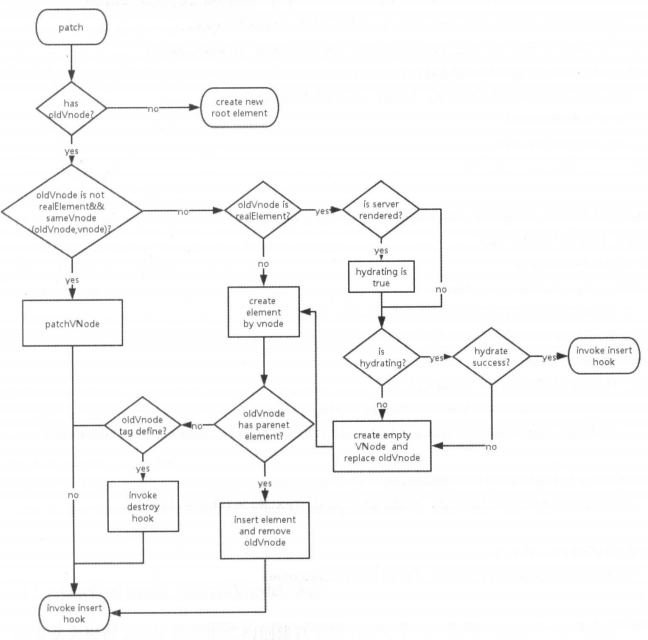 patch
has
oldVnode?
no
create new
root element
yes
oldVnode is not
realElement&&
sameVnode
(oldVnode,vnode)?
no
oldVnode is
realElement?
yes
is server
rendered?
yes
hydrating is
true
no
no
yes
patchVNode
create
element
by vnode
is
hydrating?
yes
hydrate
success?
yes
invoke insert
hook
no
no
create empty
VNode and
replace oldVnode
oldVnode
has parenet
element?
no
oldVnode
tag define?
yes
invoke
destroy
hook
no
yes
insert element
and remove
oldVnode
invoke insert
hook